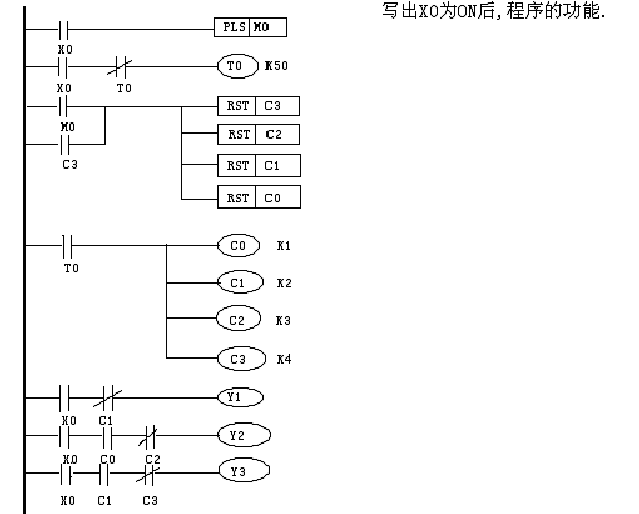 写出X0为ON后,程序的功能.
PLS M0
X0
T0 K50
X0 T0
RST C3
M0
RST C2
C3
RST C1
RST C0
C0 K1
T0
C1 K2
C2 K3
C3 K4
Y1
X0 C1
Y2
X0 C0 C2
Y3
X0 C1 C3